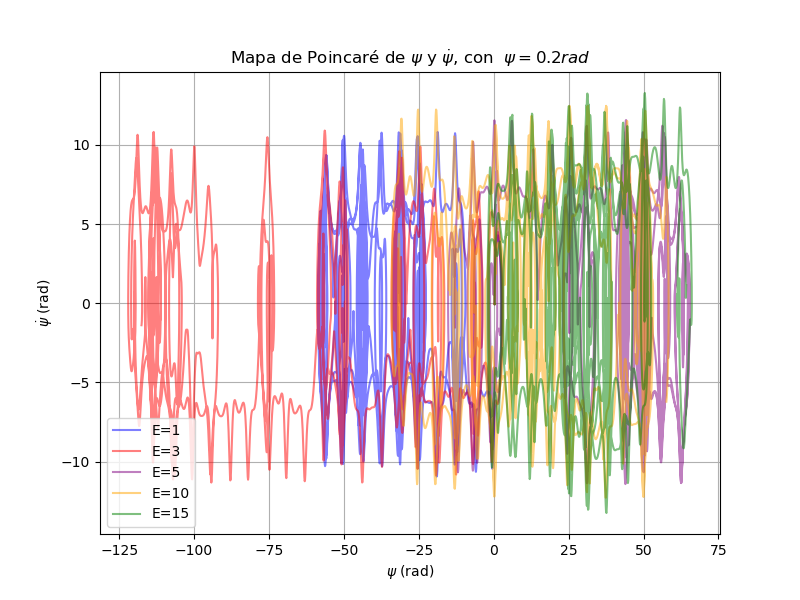 Mapa de Poincaré de ψ y ψ̇, con ψ = 0.2rad
10
5
0
−5
−10
ψ̇ (rad)
E=1
E=3
E=5
E=10
E=15
−125 −100 −75 −50 −25 0 25 50 75
ψ (rad)